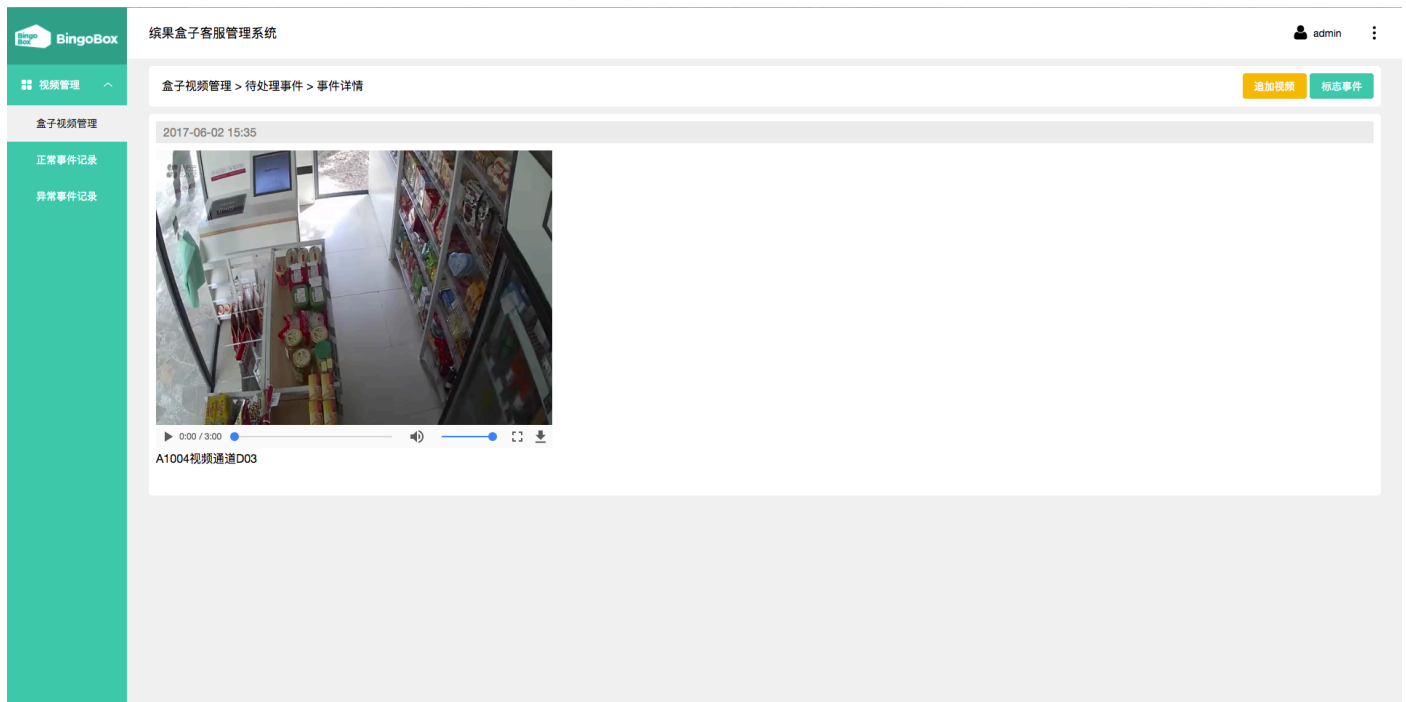 Bingo
Box
BingoBox
缤果盒子客服管理系统
admin
视频管理
盒子视频管理 > 待处理事件 > 事件详情
追加视频
标志事件
盒子视频管理
正常事件记录
异常事件记录
2017-06-02 15:35
0:00 / 3:00
A1004视频通道D03